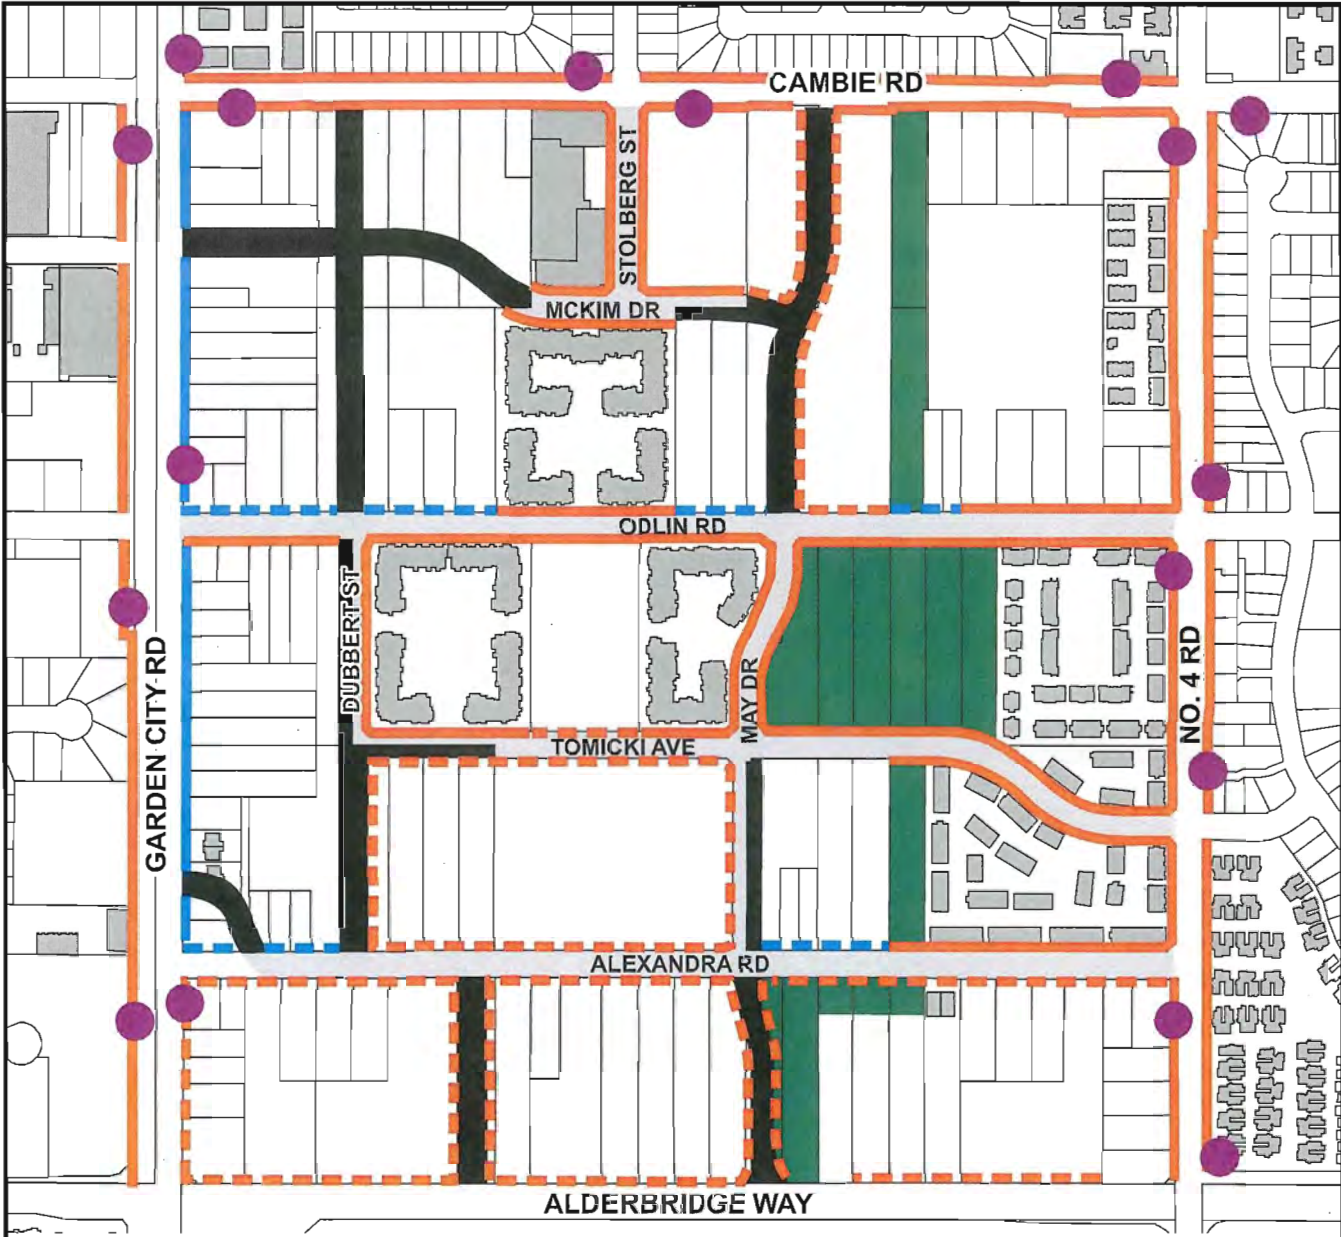 CAMBIE RD
STOLBERG ST
MCKIM DR
ODLIN RD
DUBBERT ST
MAY DR
NO. 4 RD
GARDEN CITY RD
TOMICKI AVE
ALEXANDRA RD
ALDERBRIDGE WAY